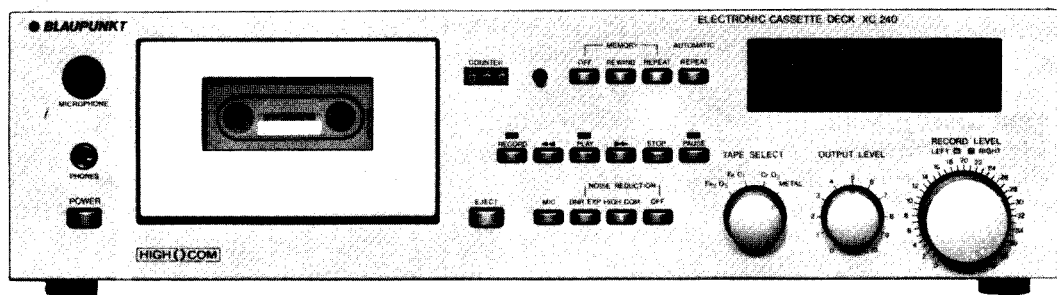 BLAUPUNKT
MICROPHONE
PHONES
POWER
HIGH COM
COUNTER
MEMORY
AUTOMATIC
OFF REWIND REPEAT REPEAT
RECORD ◀◀ PLAY ▶▶ STOP PAUSE
EJECT
NOISE REDUCTION
MIC DNR EXP HIGH COM OFF
ELECTRONIC CASSETTE DECK XC 240
TAPE SELECT
METAL
OUTPUT LEVEL
RECORD LEVEL
LEFT RIGHT